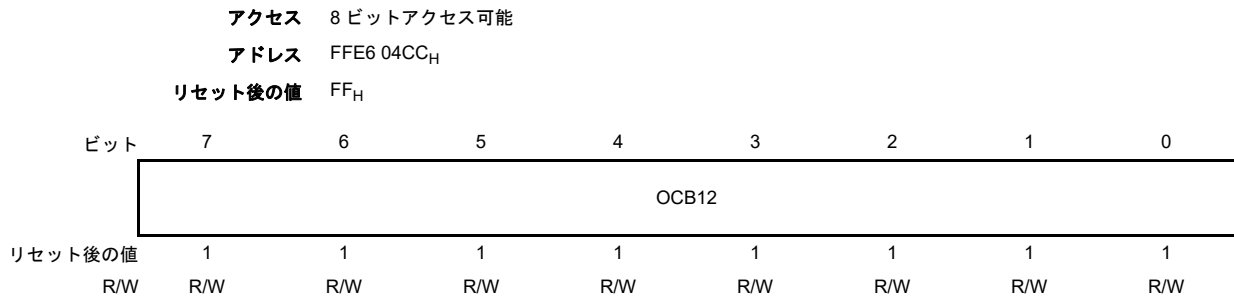 アクセス 8 ビットアクセス可能
アドレス FFE6 04CCH
リセット後の値 FFH
ビット 7 6 5 4 3 2 1 0
OCB12
リセット後の値 1 1 1 1 1 1 1 1
R/W R/W R/W R/W R/W R/W R/W R/W R/W